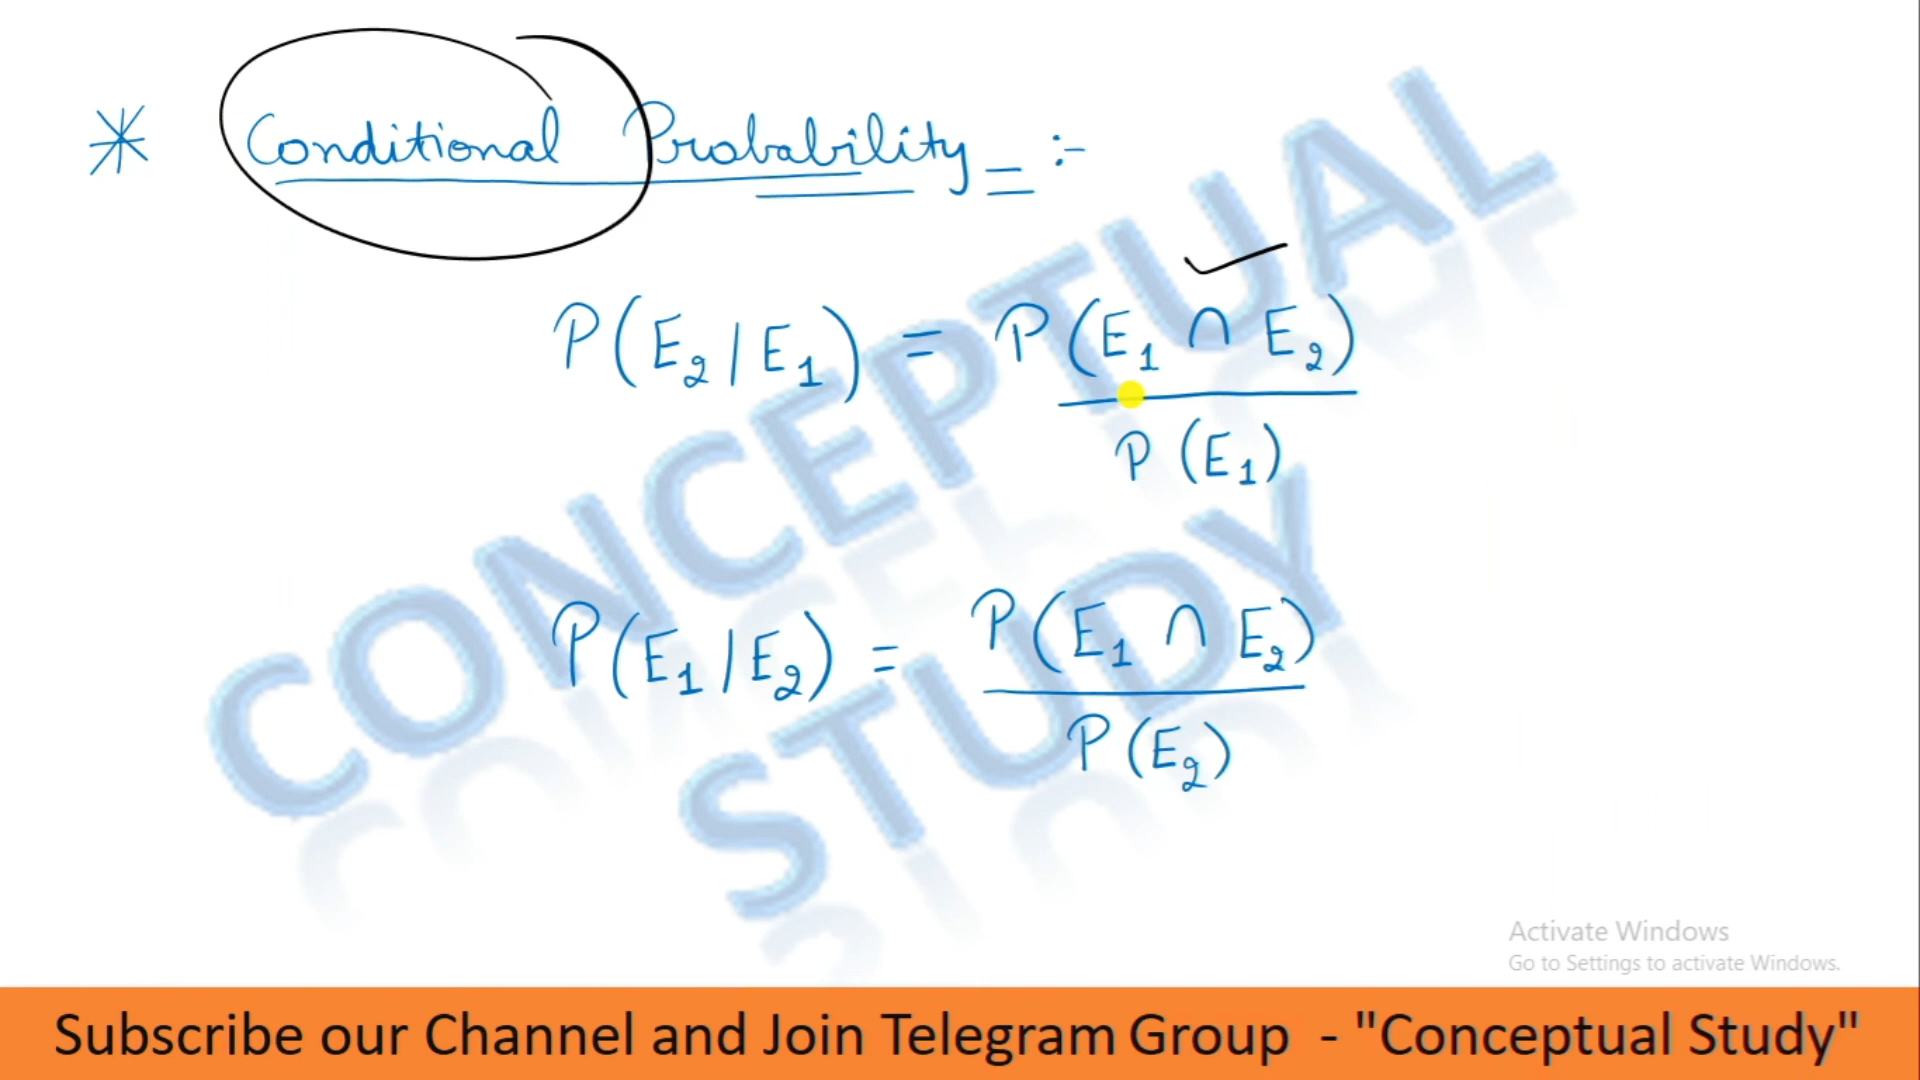 * Conditional Probability = :-
P(E₂/E₁) = P(E₁ ∩ E₂)
P(E₁)
P(E₁/E₂) = P(E₁ ∩ E₂)
P(E₂)
CONCEPTUAL
STUDY
Activate Windows
Go to Settings to activate Windows.
Subscribe our Channel and Join Telegram Group - "Conceptual Study"